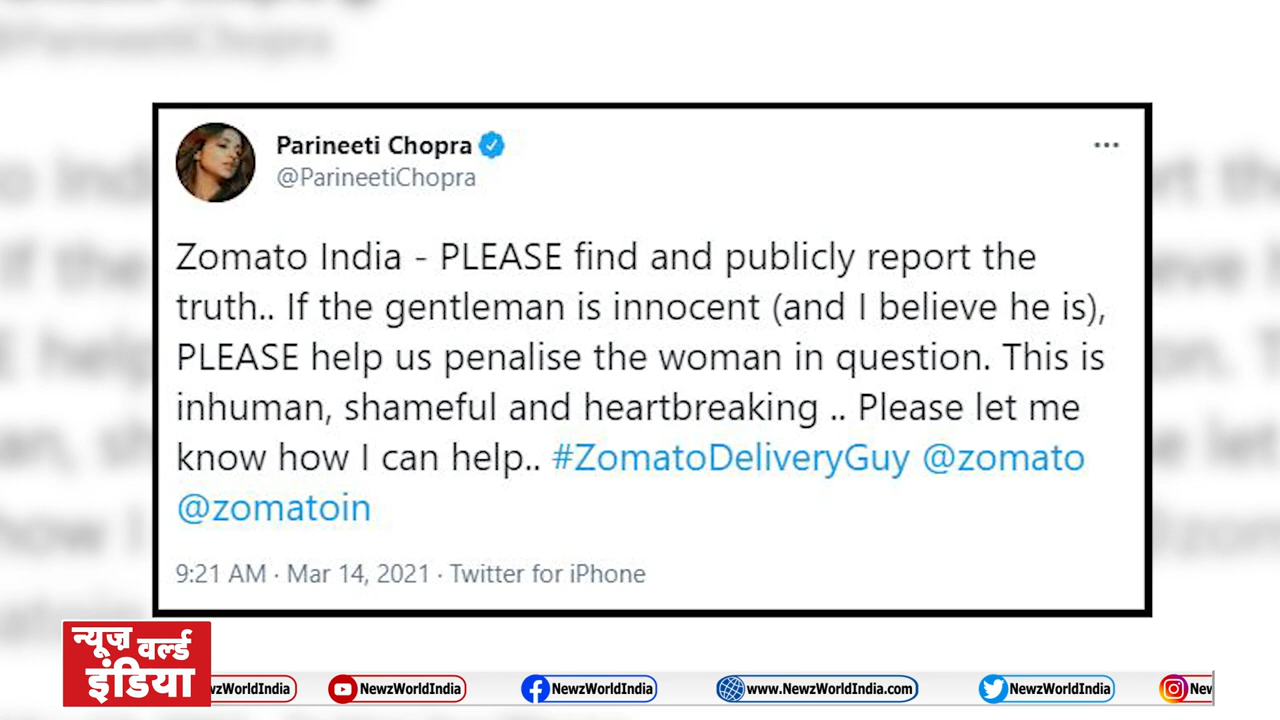 Parineeti Chopra
@ParineetiChopra
Zomato India - PLEASE find and publicly report the
truth.. If the gentleman is innocent (and I believe he is),
PLEASE help us penalise the woman in question. This is
inhuman, shameful and heartbreaking .. Please let me
know how I can help.. #ZomatoDeliveryGuy @zomato
@zomatoin
9:21 AM · Mar 14, 2021 · Twitter for iPhone
न्यूज़ वर्ल्ड
इंडिया
wzWorldIndia NewzWorldIndia NewzWorldIndia www.NewzWorldIndia.com NewzWorldIndia